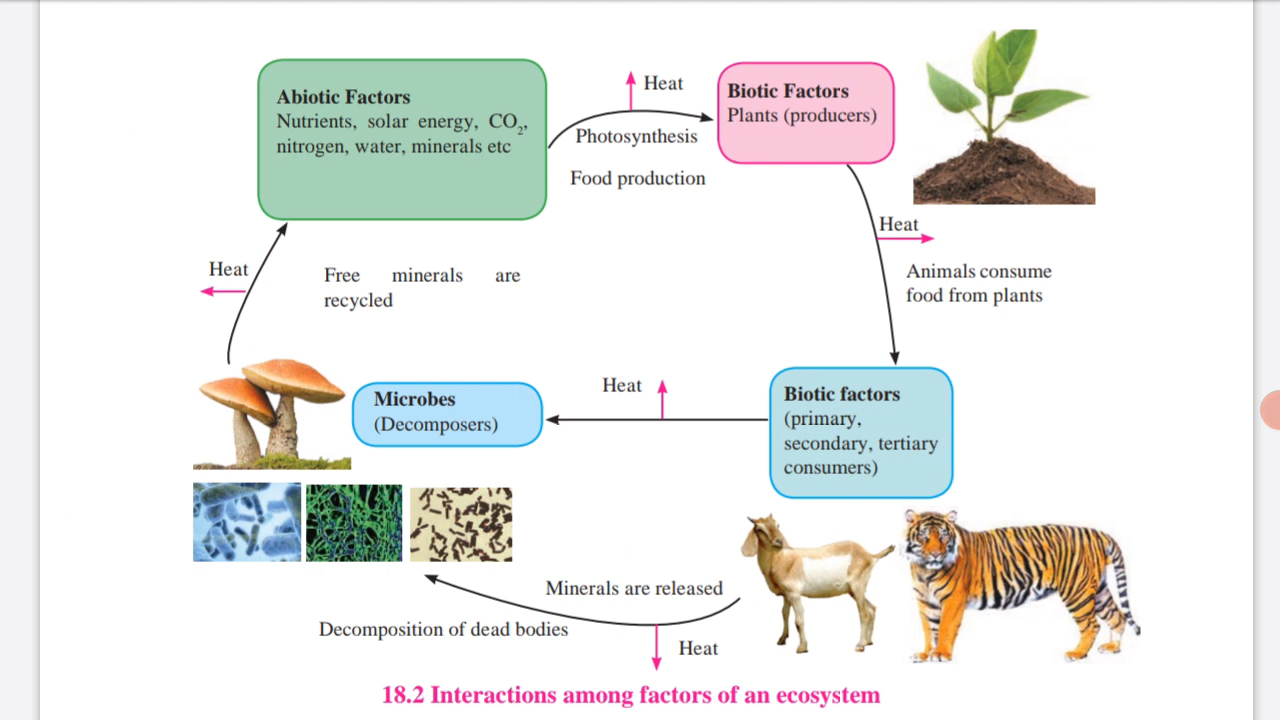 Abiotic Factors
Nutrients, solar energy, CO₂,
nitrogen, water, minerals etc
Heat
Photosynthesis
Food production
Biotic Factors
Plants (producers)
Heat
Animals consume
food from plants
Heat
Free minerals are
recycled
Microbes
(Decomposers)
Heat
Biotic factors
(primary,
secondary, tertiary
consumers)
Minerals are released
Decomposition of dead bodies
Heat
18.2 Interactions among factors of an ecosystem